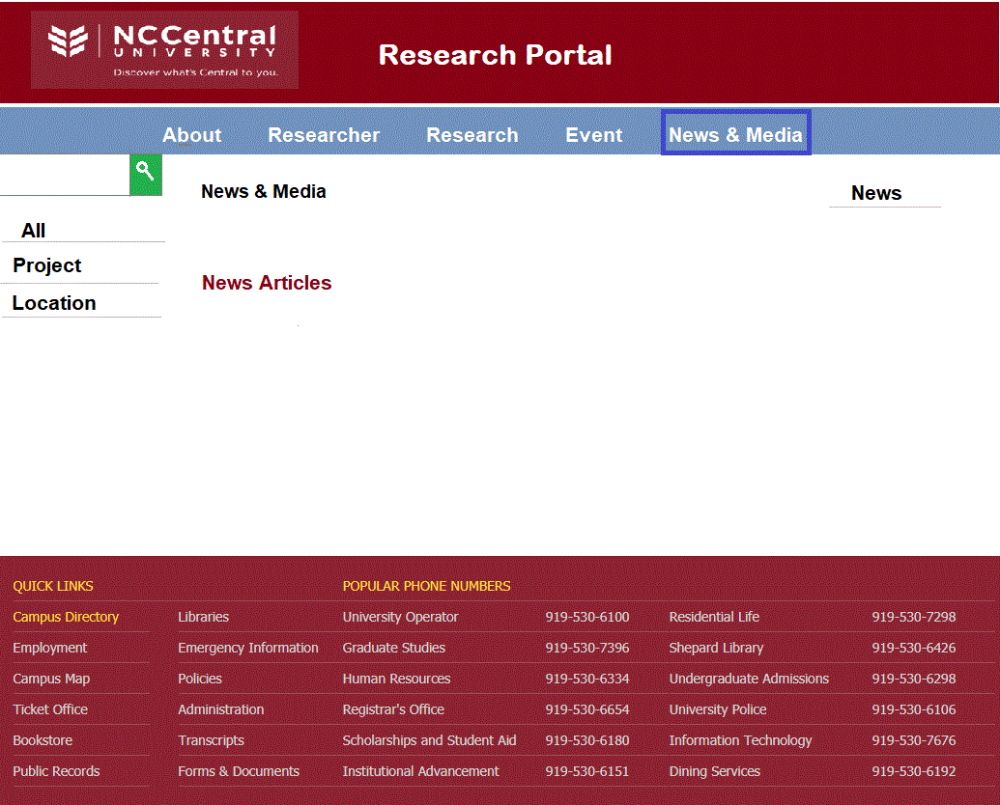 NCCentral
UNIVERSITY
Discover what's Central to you.
Research Portal
About Researcher Research Event News & Media
News & Media
News
All
Project
Location
News Articles
QUICK LINKS POPULAR PHONE NUMBERS
Campus Directory Libraries University Operator 919-530-6100 Residential Life 919-530-7298
Employment Emergency Information Graduate Studies 919-530-7396 Shepard Library 919-530-6426
Campus Map Policies Human Resources 919-530-6334 Undergraduate Admissions 919-530-6298
Ticket Office Administration Registrar's Office 919-530-6654 University Police 919-530-6106
Bookstore Transcripts Scholarships and Student Aid 919-530-6180 Information Technology 919-530-7676
Public Records Forms & Documents Institutional Advancement 919-530-6151 Dining Services 919-530-6192